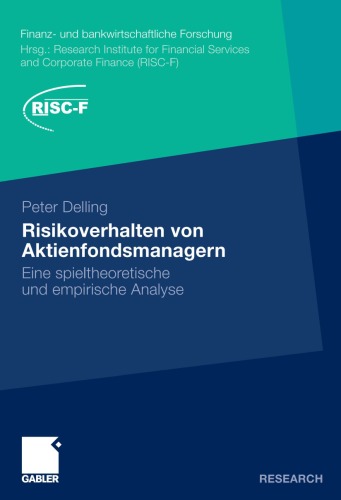 Finanz- und bankwirtschaftliche Forschung
Hrsg.: Research Institute for Financial Services
and Corporate Finance (RISC-F)
RISC-F
Peter Delling
Risikoverhalten von
Aktienfondsmanagern
Eine spieltheoretische
und empirische Analyse
GABLER
RESEARCH